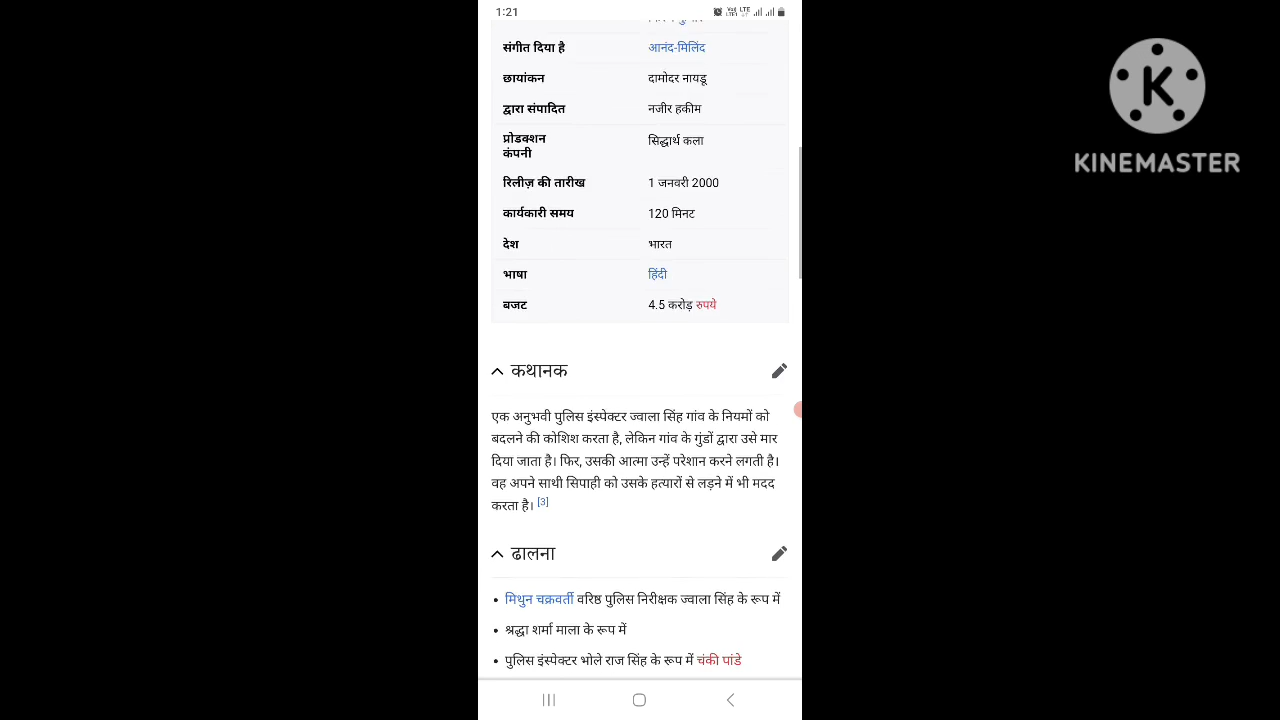 1:21
संगीत दिया है आनंद-मिलिंद
छायांकन दामोदर नायडू
द्वारा संपादित नजीर हकीम
प्रोडक्शन
कंपनी सिद्धार्थ कला
रिलीज़ की तारीख 1 जनवरी 2000
कार्यकारी समय 120 मिनट
देश भारत
भाषा हिंदी
बजट 4.5 करोड़ रुपये
कथानक
एक अनुभवी पुलिस इंस्पेक्टर ज्वाला सिंह गांव के नियमों को
बदलने की कोशिश करता है, लेकिन गांव के गुंडों द्वारा उसे मार
दिया जाता है। फिर, उसकी आत्मा उन्हें परेशान करने लगती है।
वह अपने साथी सिपाही को उसके हत्यारों से लड़ने में भी मदद
करता है। [3]
ढालना
• मिथुन चक्रवर्ती वरिष्ठ पुलिस निरीक्षक ज्वाला सिंह के रूप में
• श्रद्धा शर्मा माला के रूप में
• पुलिस इंस्पेक्टर भोले राज सिंह के रूप में चंकी पांडे
K
KINEMASTER